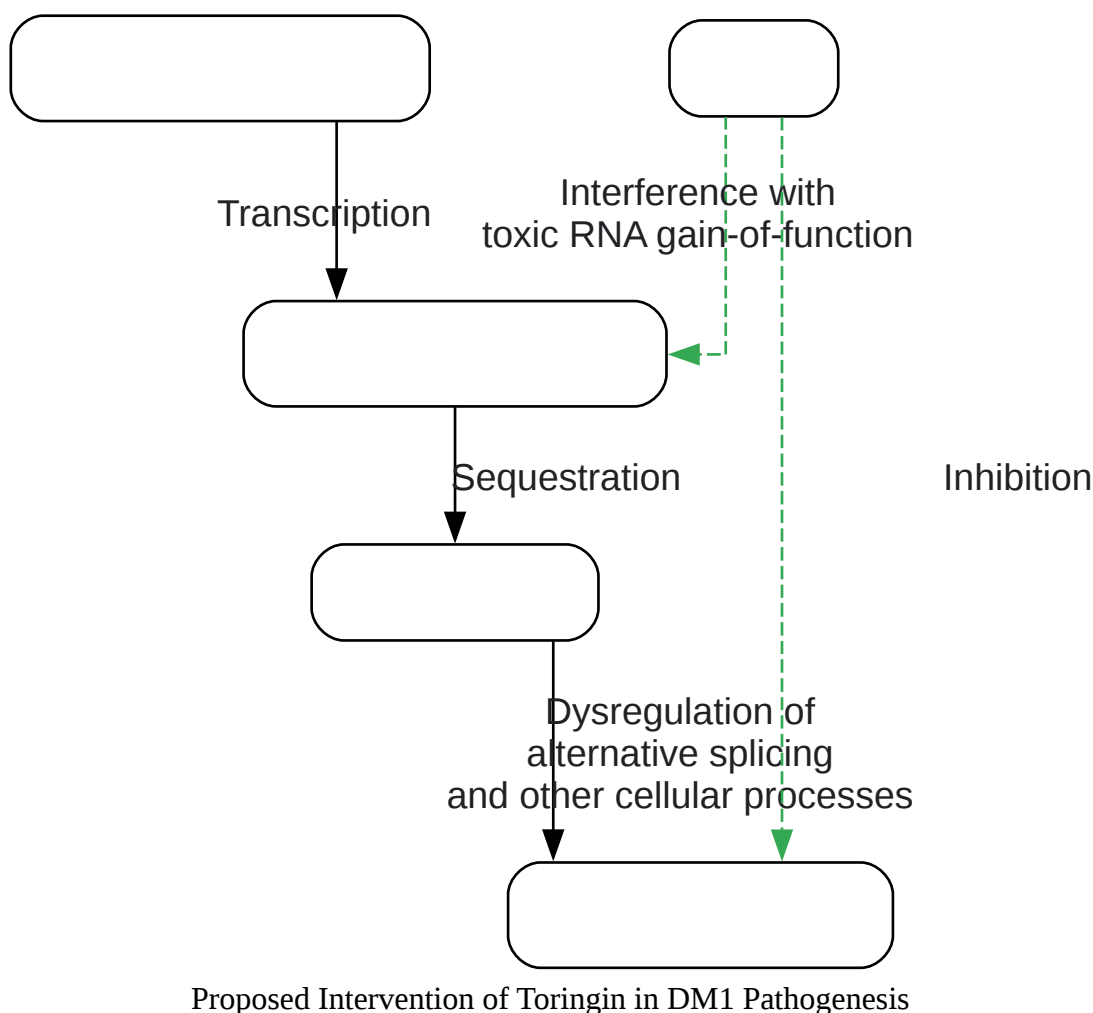 Transcription
Interference with
toxic RNA gain-of-function
Sequestration
Inhibition
Dysregulation of
alternative splicing
and other cellular processes
Proposed Intervention of Toringin in DM1 Pathogenesis